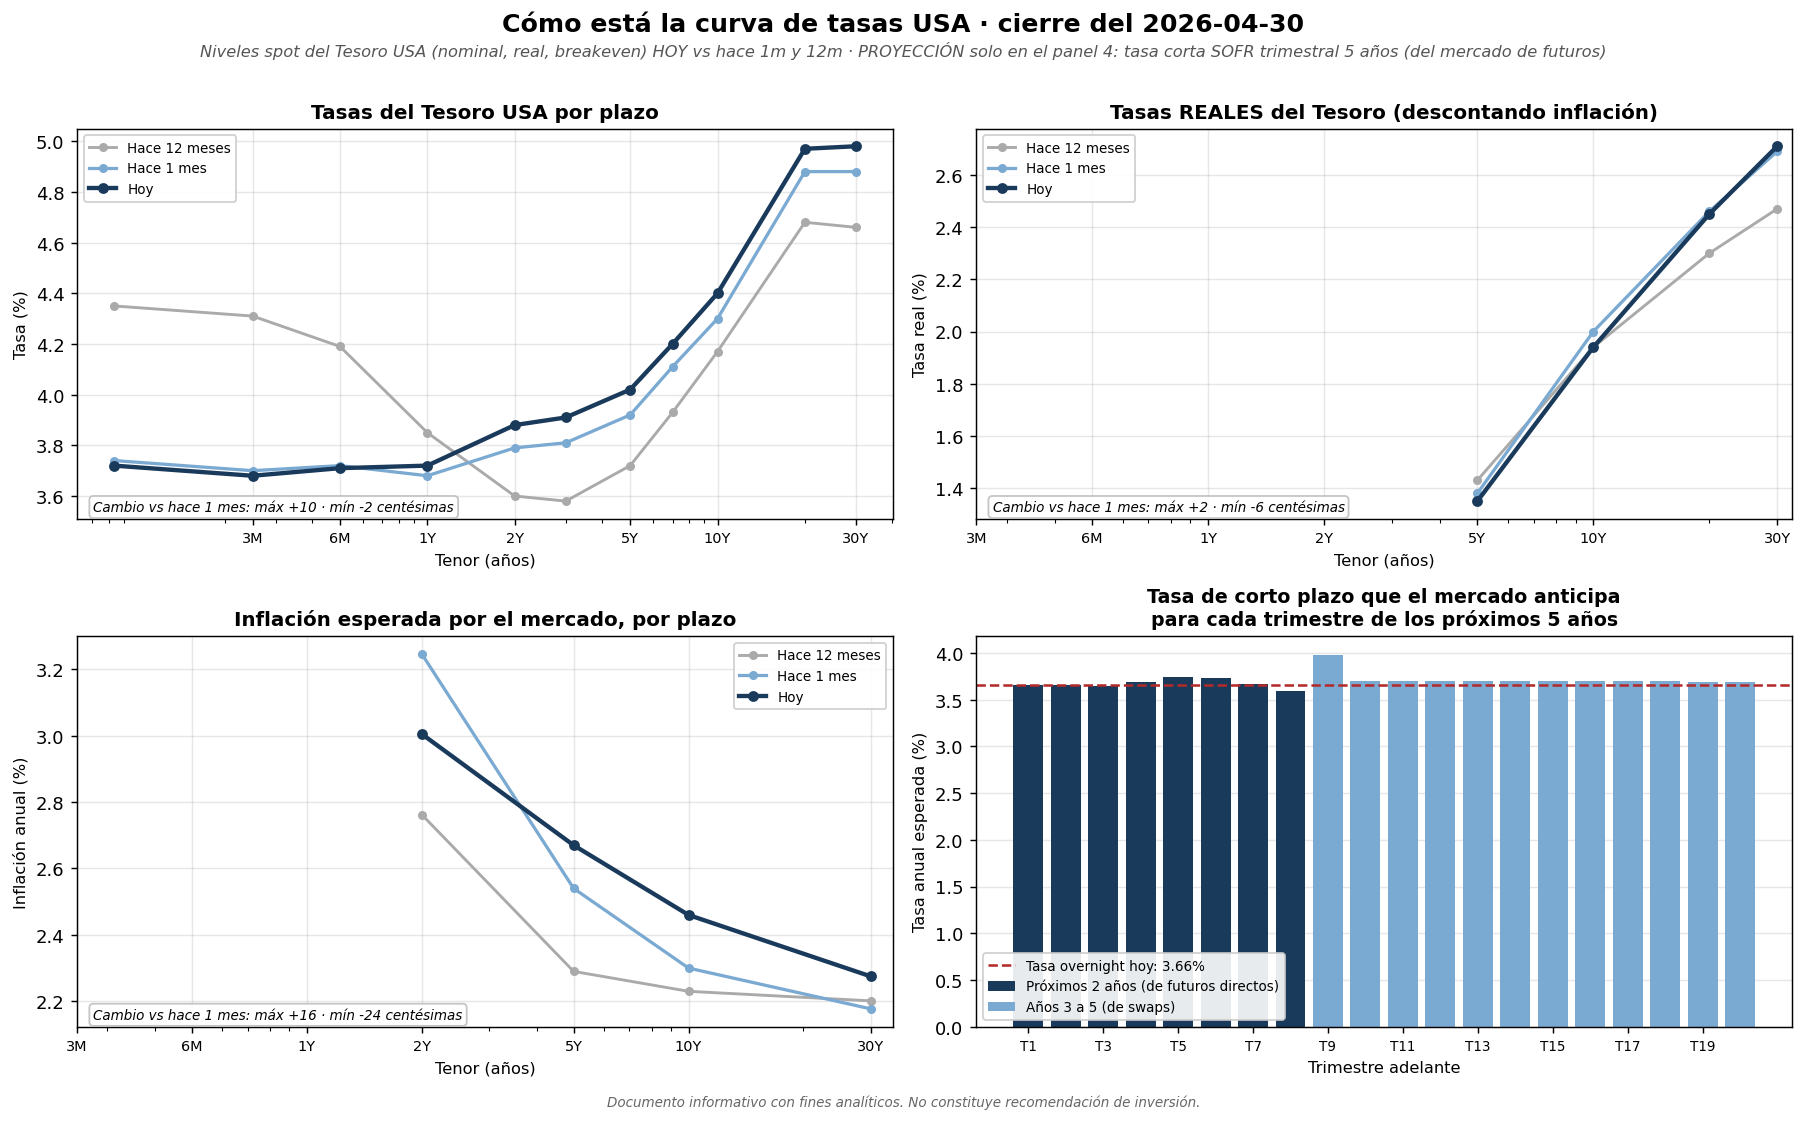 Cómo está la curva de tasas USA · cierre del 2026-04-30
Niveles spot del Tesoro USA (nominal, real, breakeven) HOY vs hace 1m y 12m · PROYECCIÓN solo en el panel 4: tasa corta SOFR trimestral 5 años (del mercado de futuros)
Tasas del Tesoro USA por plazo
Hace 12 meses
Hace 1 mes
Hoy
Tasa (%)
5.0
4.8
4.6
4.4
4.2
4.0
3.8
3.6
Cambio vs hace 1 mes: máx +10 · mín -2 centésimas
3M 6M 1Y 2Y 5Y 10Y 30Y
Tenor (años)
Tasas REALES del Tesoro (descontando inflación)
Hace 12 meses
Hace 1 mes
Hoy
Tasa real (%)
2.6
2.4
2.2
2.0
1.8
1.6
1.4
Cambio vs hace 1 mes: máx +2 · mín -6 centésimas
3M 6M 1Y 2Y 5Y 10Y 30Y
Tenor (años)
Inflación esperada por el mercado, por plazo
Hace 12 meses
Hace 1 mes
Hoy
Inflación anual (%)
3.2
3.0
2.8
2.6
2.4
2.2
Cambio vs hace 1 mes: máx +16 · mín -24 centésimas
3M 6M 1Y 2Y 5Y 10Y 30Y
Tenor (años)
Tasa de corto plazo que el mercado anticipa
para cada trimestre de los próximos 5 años
Tasa anual esperada (%)
4.0
3.5
3.0
2.5
2.0
1.5
1.0
0.5
0.0
Tasa overnight hoy: 3.66%
Próximos 2 años (de futuros directos)
Años 3 a 5 (de swaps)
T1 T3 T5 T7 T9 T11 T13 T15 T17 T19
Trimestre adelante
Documento informativo con fines analíticos. No constituye recomendación de inversión.